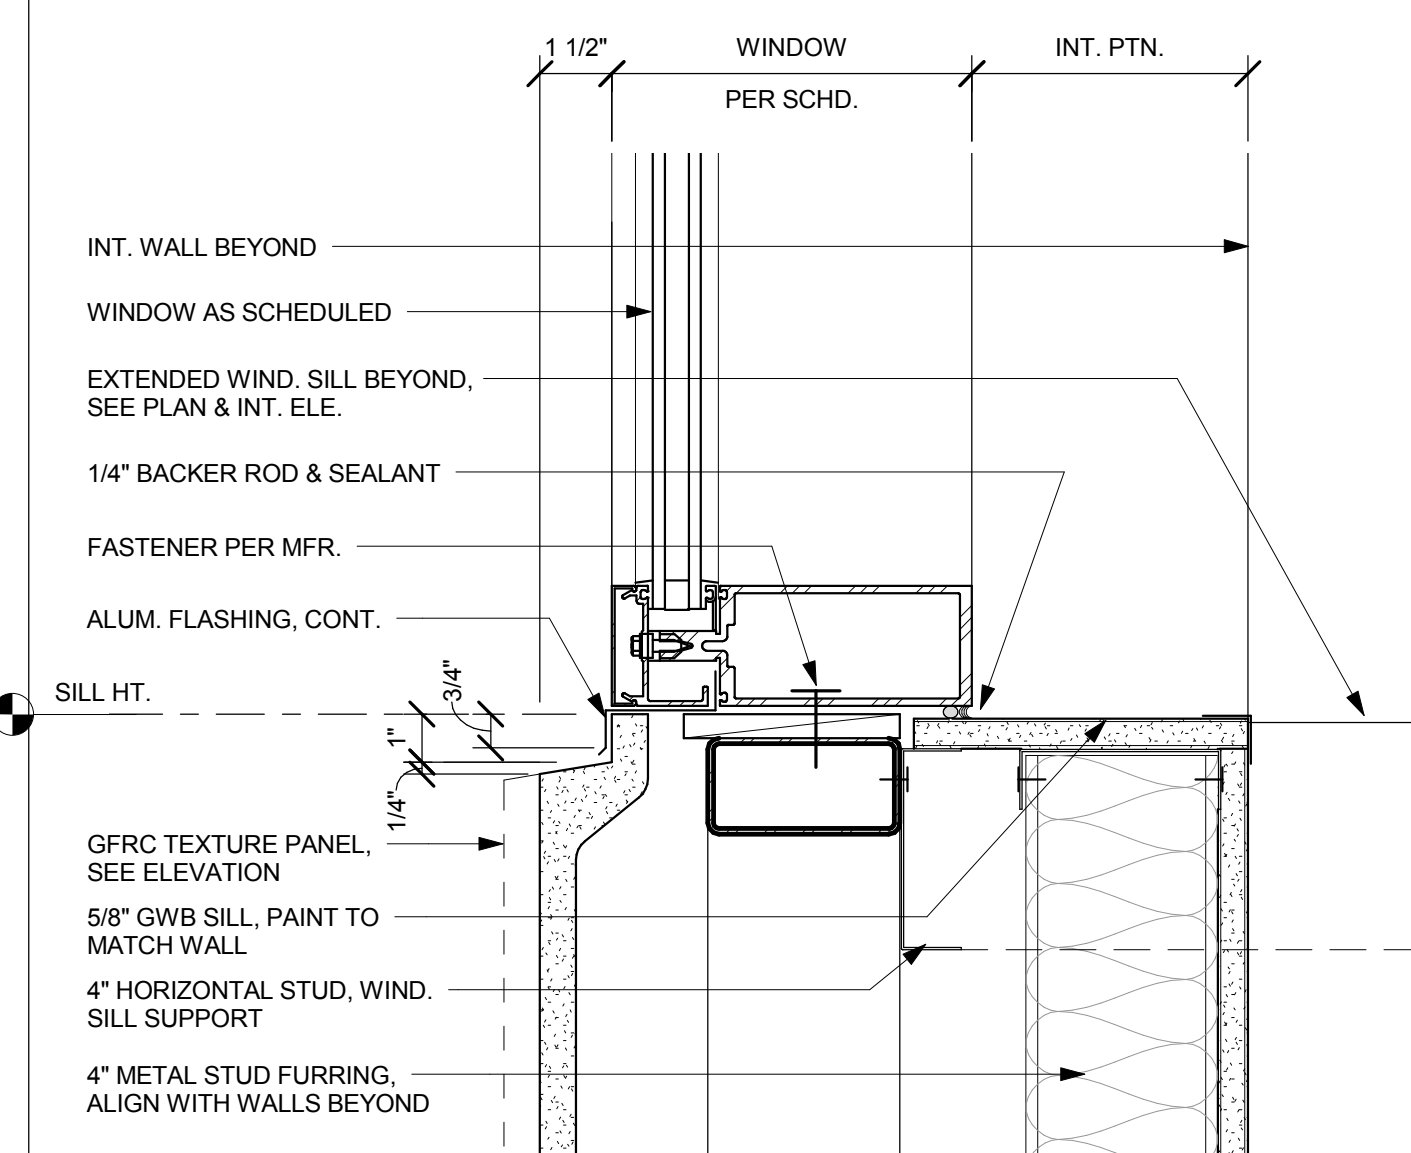 1 1/2"
WINDOW
PER SCHD.
INT. PTN.
INT. WALL BEYOND
WINDOW AS SCHEDULED
EXTENDED WIND. SILL BEYOND,
SEE PLAN & INT. ELE.
1/4" BACKER ROD & SEALANT
FASTENER PER MFR.
ALUM. FLASHING, CONT.
SILL HT.
3/4"
1"
1/4"
GFRC TEXTURE PANEL,
SEE ELEVATION
5/8" GWB SILL, PAINT TO
MATCH WALL
4" HORIZONTAL STUD, WIND.
SILL SUPPORT
4" METAL STUD FURRING,
ALIGN WITH WALLS BEYOND